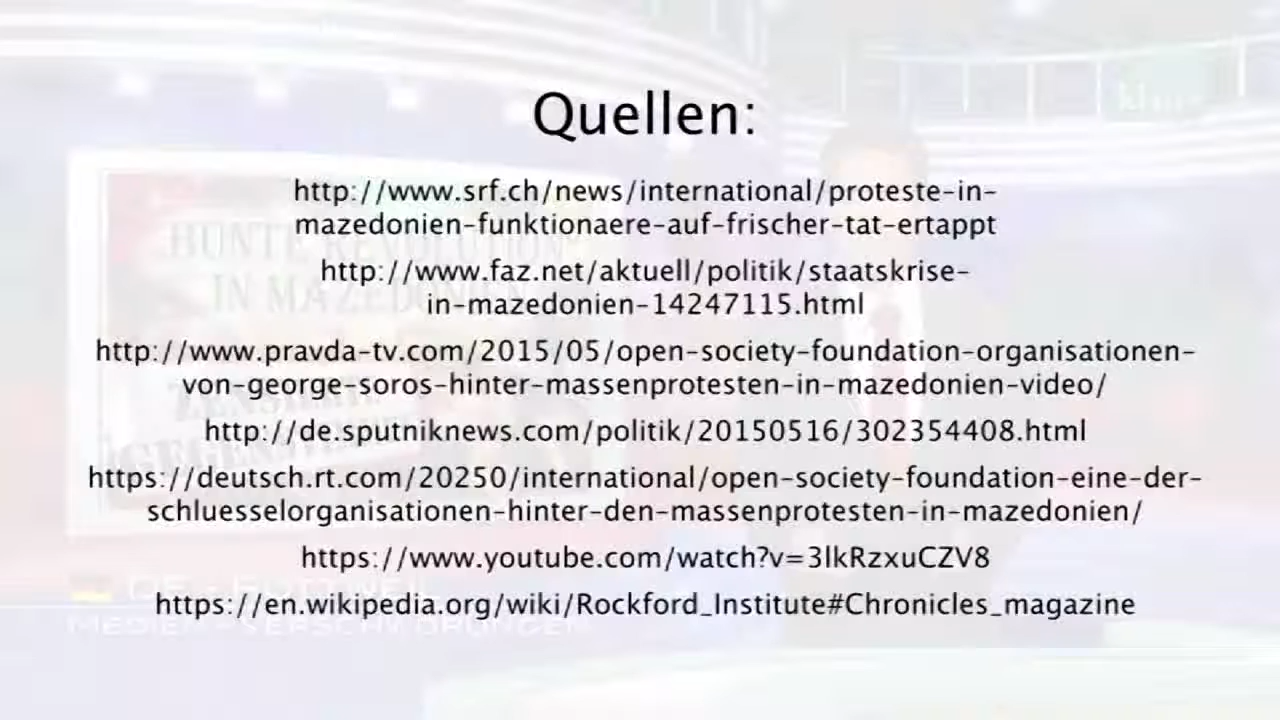 Quellen:
http://www.srf.ch/news/international/proteste-in-
mazedonien-funktionaere-auf-frischer-tat-ertappt
http://www.faz.net/aktuell/politik/staatskrise-
in-mazedonien-14247115.html
http://www.pravda-tv.com/2015/05/open-society-foundation-organisationen-
von-george-soros-hinter-massenprotesten-in-mazedonien-video/
http://de.sputniknews.com/politik/20150516/302354408.html
https://deutsch.rt.com/20250/international/open-society-foundation-eine-der-
schluesselorganisationen-hinter-den-massenprotesten-in-mazedonien/
https://www.youtube.com/watch?v=3lkRzxuCZV8
https://en.wikipedia.org/wiki/Rockford_Institute#Chronicles_magazine
BUNTE REVOLUTION
IN MAZEDONIEN